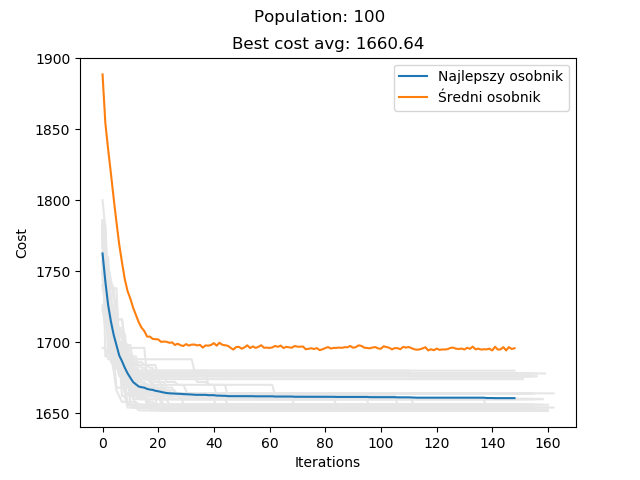 Population: 100
Best cost avg: 1660.64
Najlepszy osobnik
Średni osobnik
Cost
1900
1850
1800
1750
1700
1650
0 20 40 60 80 100 120 140 160
Iterations